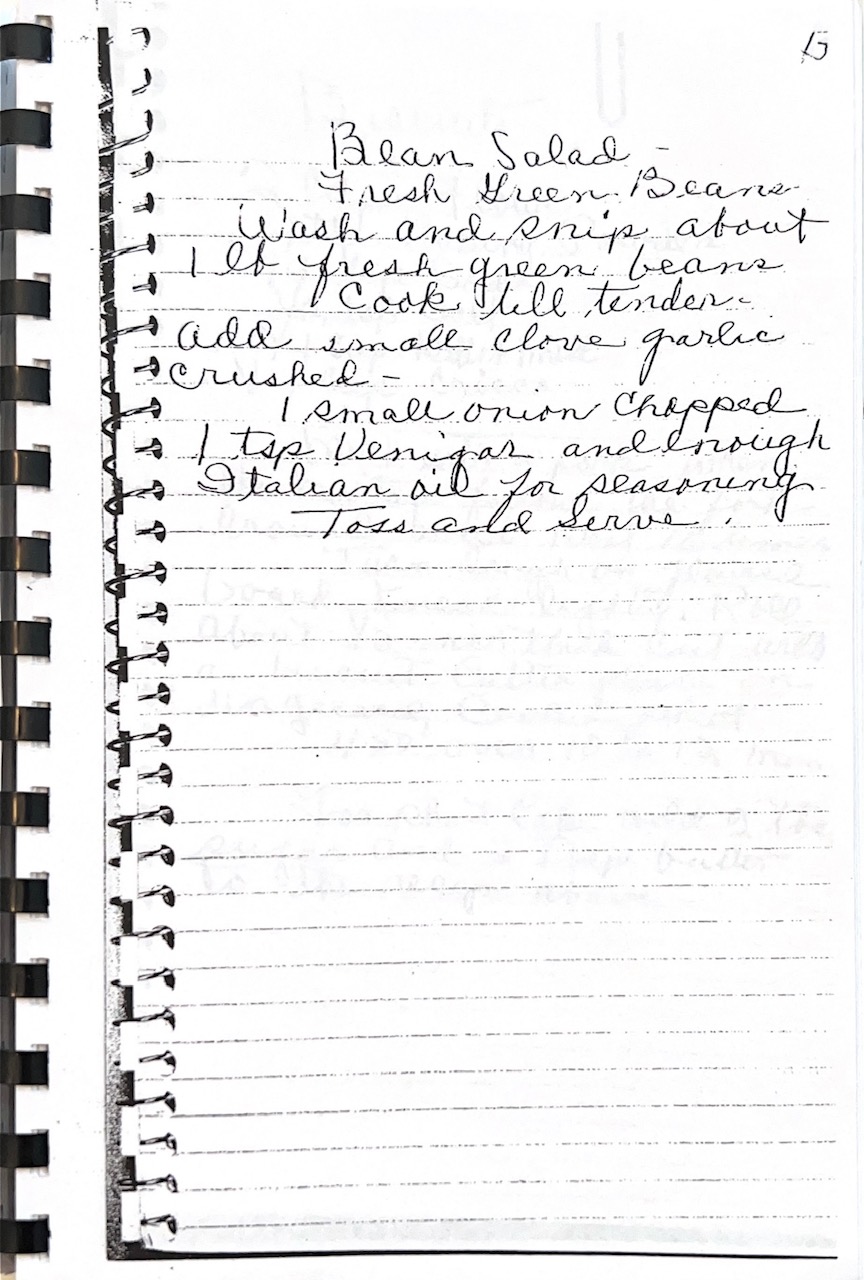 15
Bean Salad -
Fresh Green Beans
Wash and snip about
1 lb fresh green beans
Cook till tender-
add small clove garlic
crushed -
1 small onion chopped
1 tsp Venigar and enough
Italian oil for seasoning
Toss and Serve.